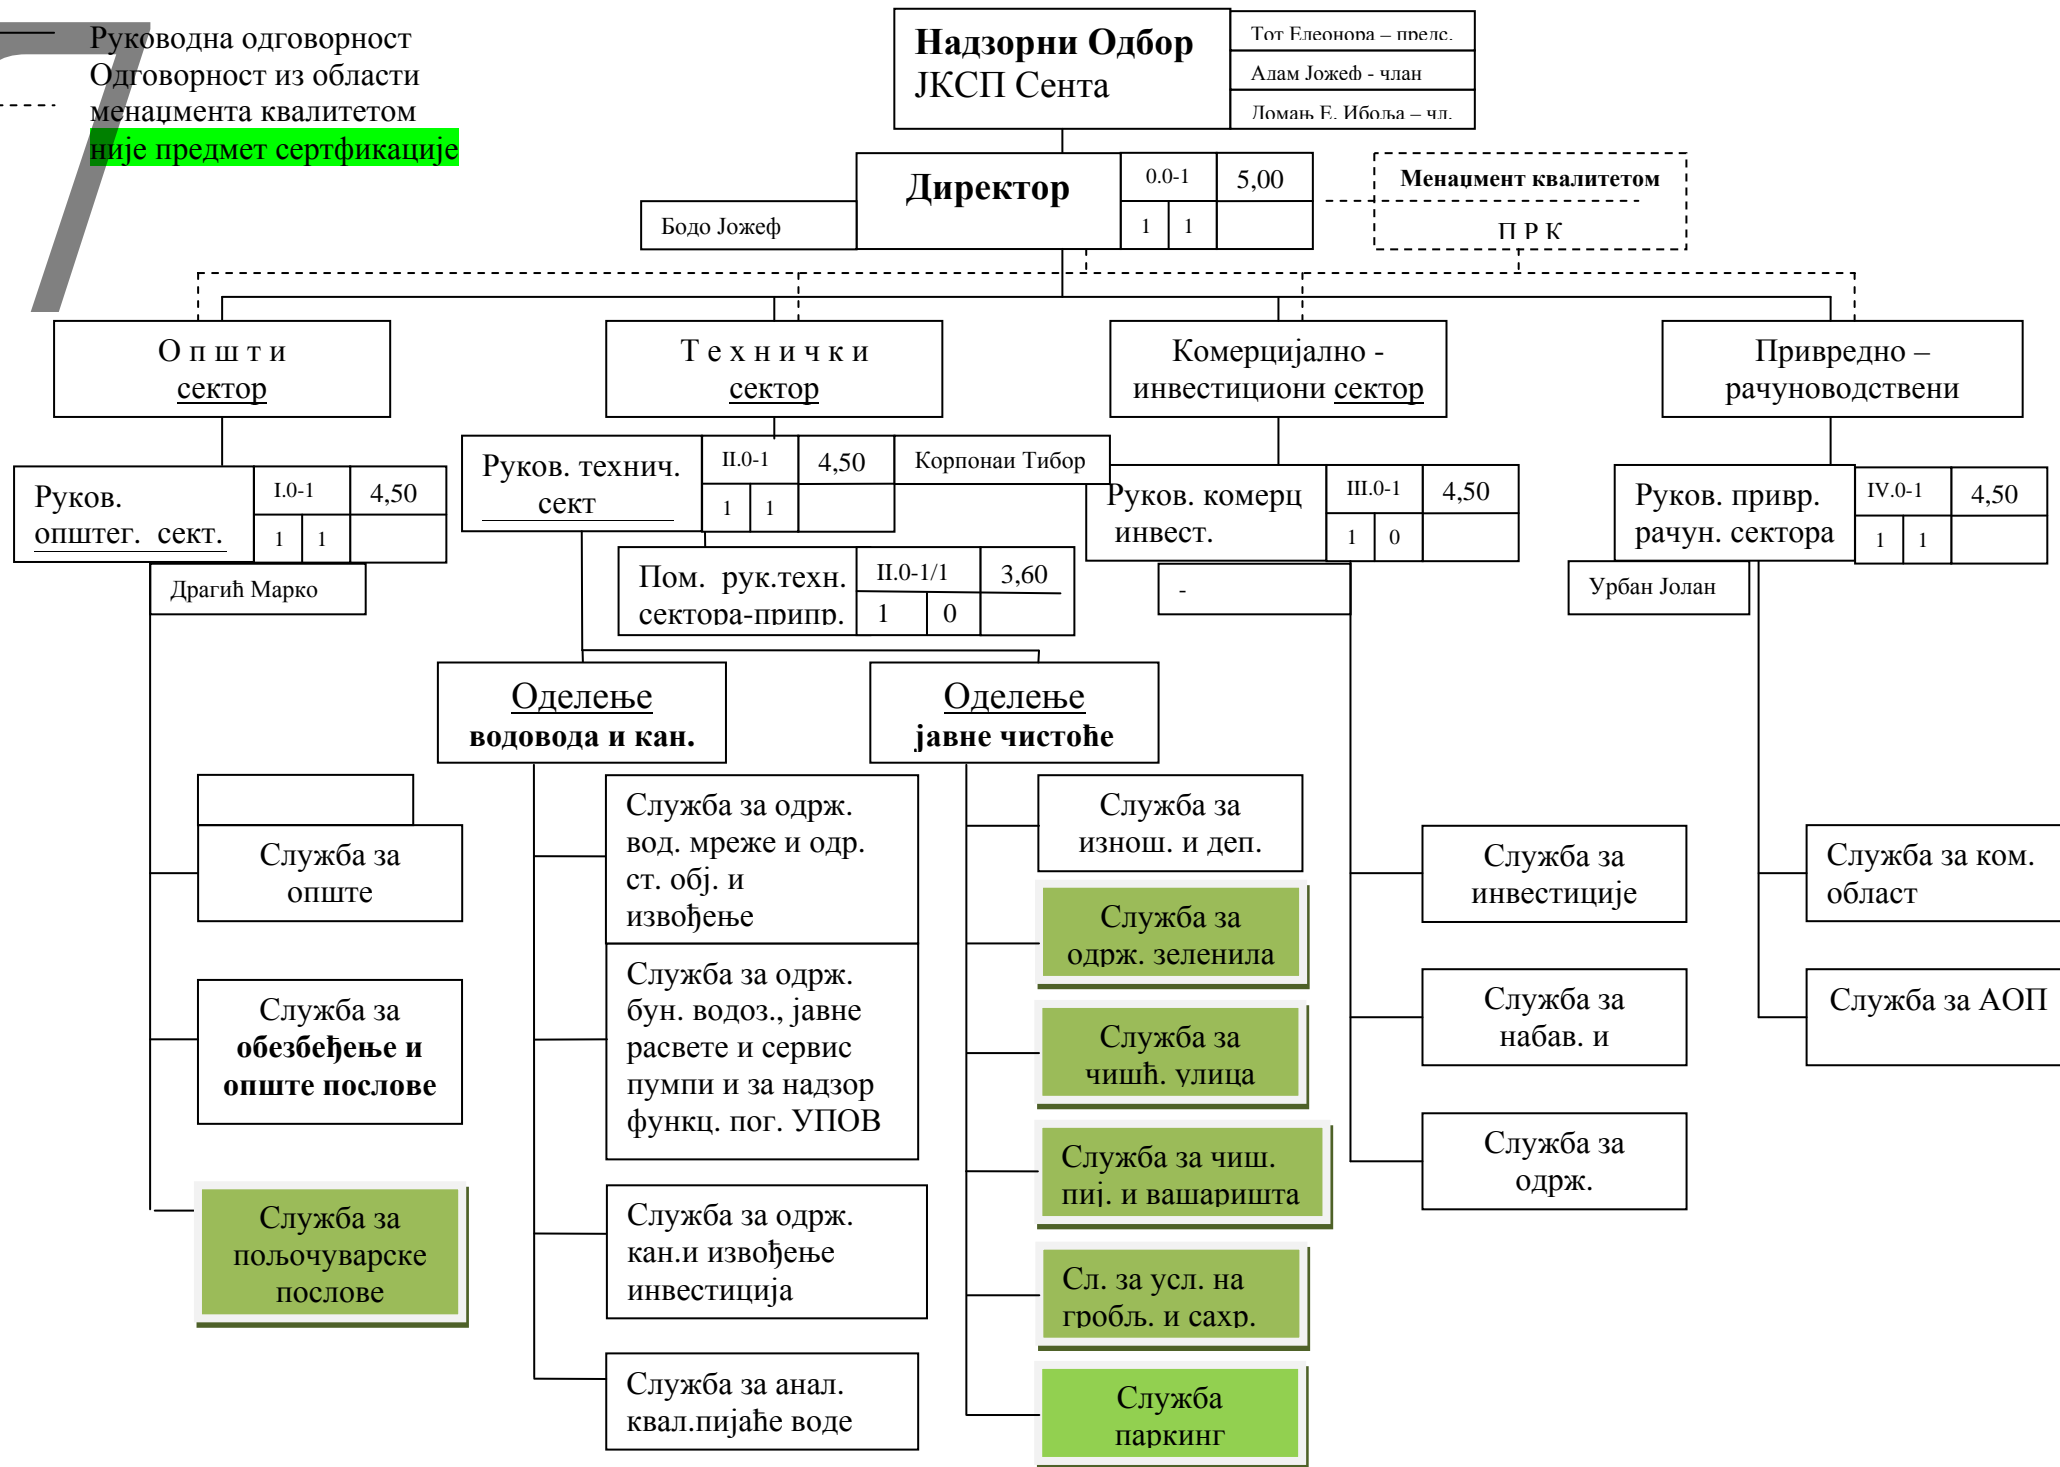 Руководна одговорност
Одговорност из области
менаџмента квалитетом
није предмет сертфикације
Надзорни Одбор
ЈКСП Сента
Тот Елеонора – предс.
Адам Јожеф - члан
Домањ Е. Ибоља – чл.
Директор
0.0-1
5,00
1
1
Бодо Јожеф
Менаџмент квалитетом
П Р К
О п ш т и
сектор
Т е х н и ч к и
сектор
Комерцијално -
инвестициони сектор
Привредно –
рачуноводствени
Руков.
општег. сект.
I.0-1
4,50
1
1
Драгић Марко
Руков. технич.
сект
II.0-1
4,50
1
1
Корпонаи Тибор
Пом. рук.техн.
сектора-припр.
II.0-1/1
3,60
1
0
Руков. комерц
инвест.
III.0-1
4,50
1
0
-
Руков. привр.
рачун. сектора
IV.0-1
4,50
1
1
Урбан Јолан
Оделење
водовода и кан.
Оделење
јавне чистоће
Служба за
опште
Служба за
обезбеђење и
опште послове
Служба за
пољочуварске
послове
Служба за одрж.
вод. мреже и одр.
ст. обј. и
извођење
Служба за одрж.
бун. водоз., јавне
расвете и сервис
пумпи и за надзор
функц. пог. УПОВ
Служба за одрж.
кан.и извођење
инвестиција
Служба за анал.
квал.пијаће воде
Служба за
износ. и деп.
Служба за
одрж. зеленила
Служба за
чишћ. улица
Служба за чиш.
пиј. и вашаришта
Сл. за усл. на
гробљ. и сахр.
Служба
паркинг
Служба за
инвестиције
Служба за
набав. и
Служба за
одрж.
Служба за ком.
област
Служба за АОП